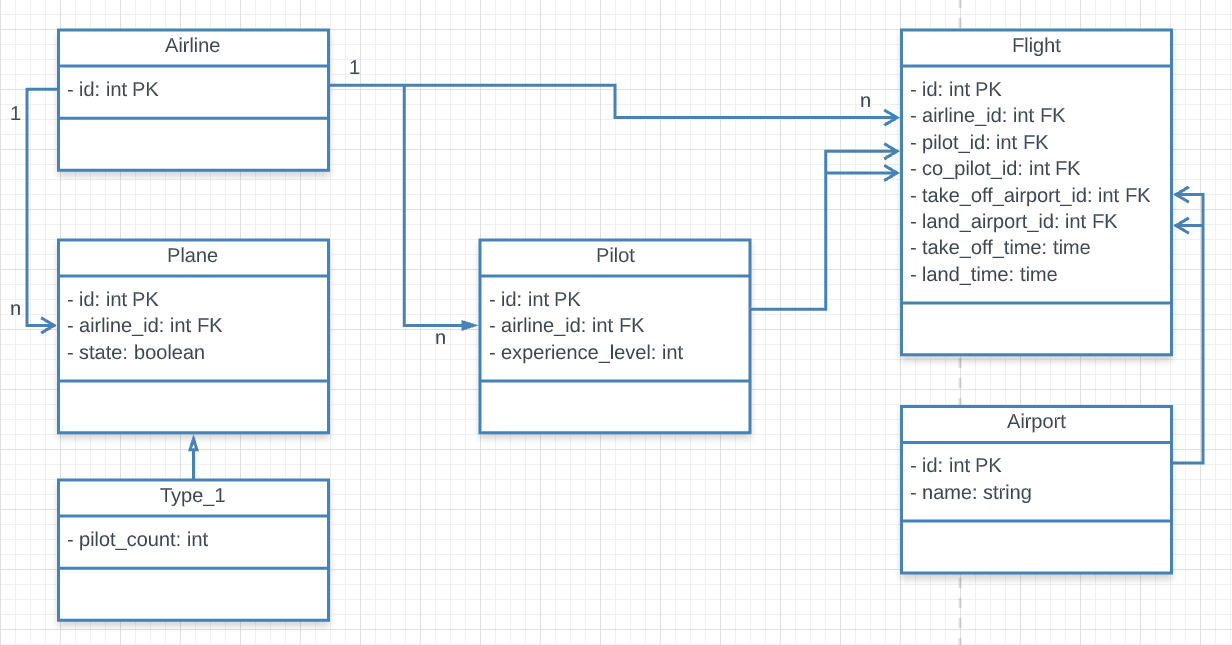 Airline
- id: int PK
1
n
1
n
n
Plane
- id: int PK
- airline_id: int FK
- state: boolean
Type_1
- pilot_count: int
Pilot
- id: int PK
- airline_id: int FK
- experience_level: int
Flight
- id: int PK
- airline_id: int FK
- pilot_id: int FK
- co_pilot_id: int FK
- take_off_airport_id: int FK
- land_airport_id: int FK
- take_off_time: time
- land_time: time
Airport
- id: int PK
- name: string